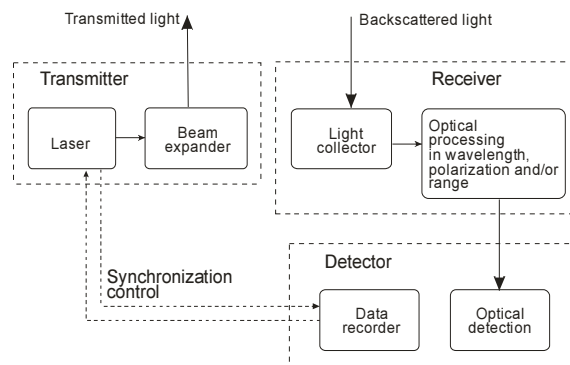 Transmitted light
Backscattered light
Transmitter
Receiver
Laser
Beam
expander
Light
collector
Optical
processing
in wavelength,
polarization and/or
range
Synchronization
control
Detector
Data
recorder
Optical
detection